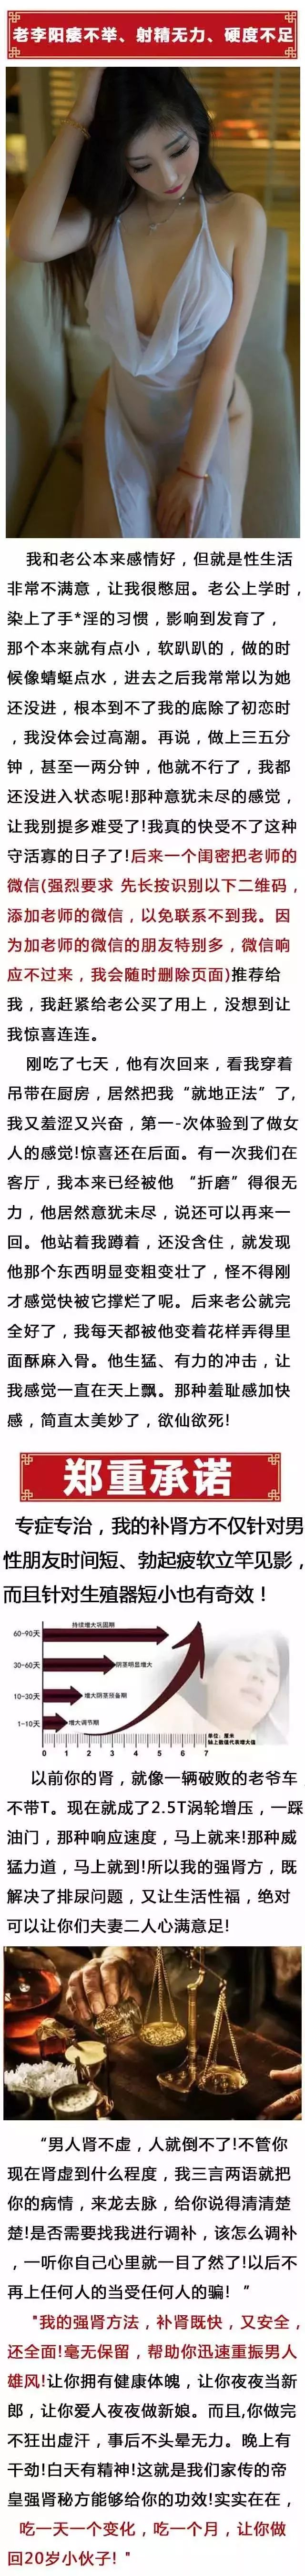 老李阳痿不举、射精无力、硬度不足
我和老公本来感情好，但就是性生活
非常不满意，让我很憋屈。老公上学时，
染上了手*淫的习惯，影响到发育了，
那个本来就有点小，软趴趴的，做的时
候像蜻蜓点水，进去之后我常常以为她
还没进，根本到不了我的底除了初恋时
，我没体会过高潮。再说，做上三五分
钟，甚至一两分钟，他就不行了，我都
还没进入状态呢!那种意犹未尽的感觉，
让我别提多难受了!我真的快受不了这种
守活寡的日子了!后来一个闺密把老师的
微信(强烈要求 先长按识别以下二维码，
添加老师的微信，以免联系不到我。因
为加老师的微信的朋友特别多，微信响
应不过来，我会随时删除页面)推荐给
我，我赶紧给老公买了用上，没想到让
我惊喜连连。
刚吃了七天，他有次回来，看我穿着
吊带在厨房，居然把我“就地正法”了,
我又羞涩又兴奋，第一-次体验到了做女
人的感觉!惊喜还在后面。有一次我们在
客厅，我本来已经被他 “折磨”得很无
力，他居然意犹未尽，说还可以再来一
回。他站着我蹲着，还没含住，就发现
他那个东西明显变粗变壮了，怪不得刚
才感觉快被它撑烂了呢。后来老公就完
全好了，我每天都被他变着花样弄得里
面酥麻入骨。他生猛、有力的冲击，让
我感觉一直在天上飘。那种羞耻感加快
感，简直太美妙了，欲仙欲死!
郑重承诺
专症专治，我的补肾方不仅针对男
性朋友时间短、勃起疲软立竿见影，
而且针对生殖器短小也有奇效！
60-90天
持续增大巩固期
30-60天
阴茎明显增大
10-30天
增大阴茎预备期
1-10天
增大调节期
0 1 2 3 4 5 6 7
单位：厘米
轴上数值代表增大值
以前你的肾，就像一辆破败的老爷车，
不带T。现在就成了2.5T涡轮增压，一踩
油门，那种响应速度，马上就来!那种威
猛力道，马上就到!所以我的强肾方，既
解决了排尿问题，又让生活性福，绝对
可以让你们夫妻二人心满意足!
“男人肾不虚，人就倒不了!不管你
现在肾虚到什么程度，我三言两语就把
你的病情，来龙去脉，给你说得清清楚
楚!是否需要找我进行调补，该怎么调补
，一听你自己心里就一目了然了!以后不
再上任何人的当受任何人的骗！”
"我的强肾方法，补肾既快，又安全，
还全面!毫无保留，帮助你迅速重振男人
雄风!让你拥有健康体魄，让你夜夜当新
郎，让你爱人夜夜做新娘。而且,你做完
不狂出虚汗，事后不头晕无力。晚上有
干劲!白天有精神!这就是我们家传的帝
皇强肾秘方能够给你的功效!实实在在，
吃一天一个变化，吃一个月，让你做
回20岁小伙子! "